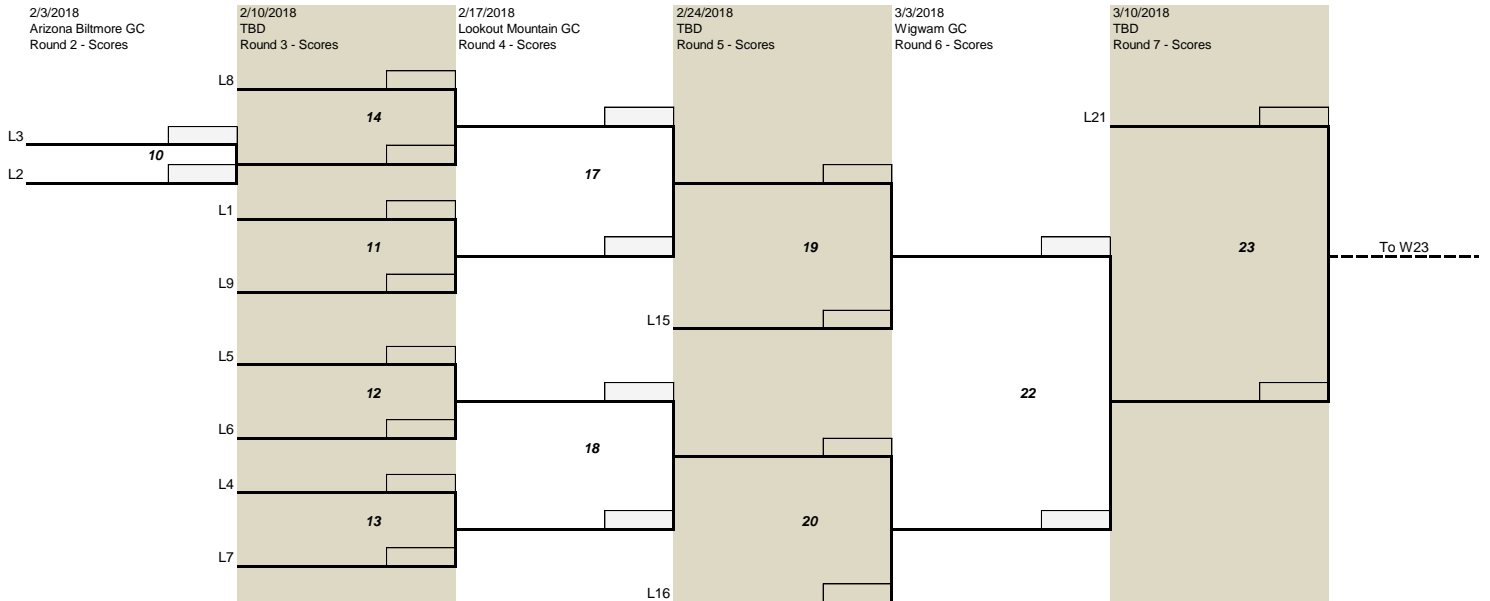 2/3/2018
Arizona Biltmore GC
Round 2 - Scores
2/10/2018
TBD
Round 3 - Scores
2/17/2018
Lookout Mountain GC
Round 4 - Scores
2/24/2018
TBD
Round 5 - Scores
3/3/2018
Wigwam GC
Round 6 - Scores
3/10/2018
TBD
Round 7 - Scores
L8
14
L3
10
L2
L1
11
L9
L5
12
L6
L4
13
L7
17
18
19
L15
20
L16
22
L21
23
To W23